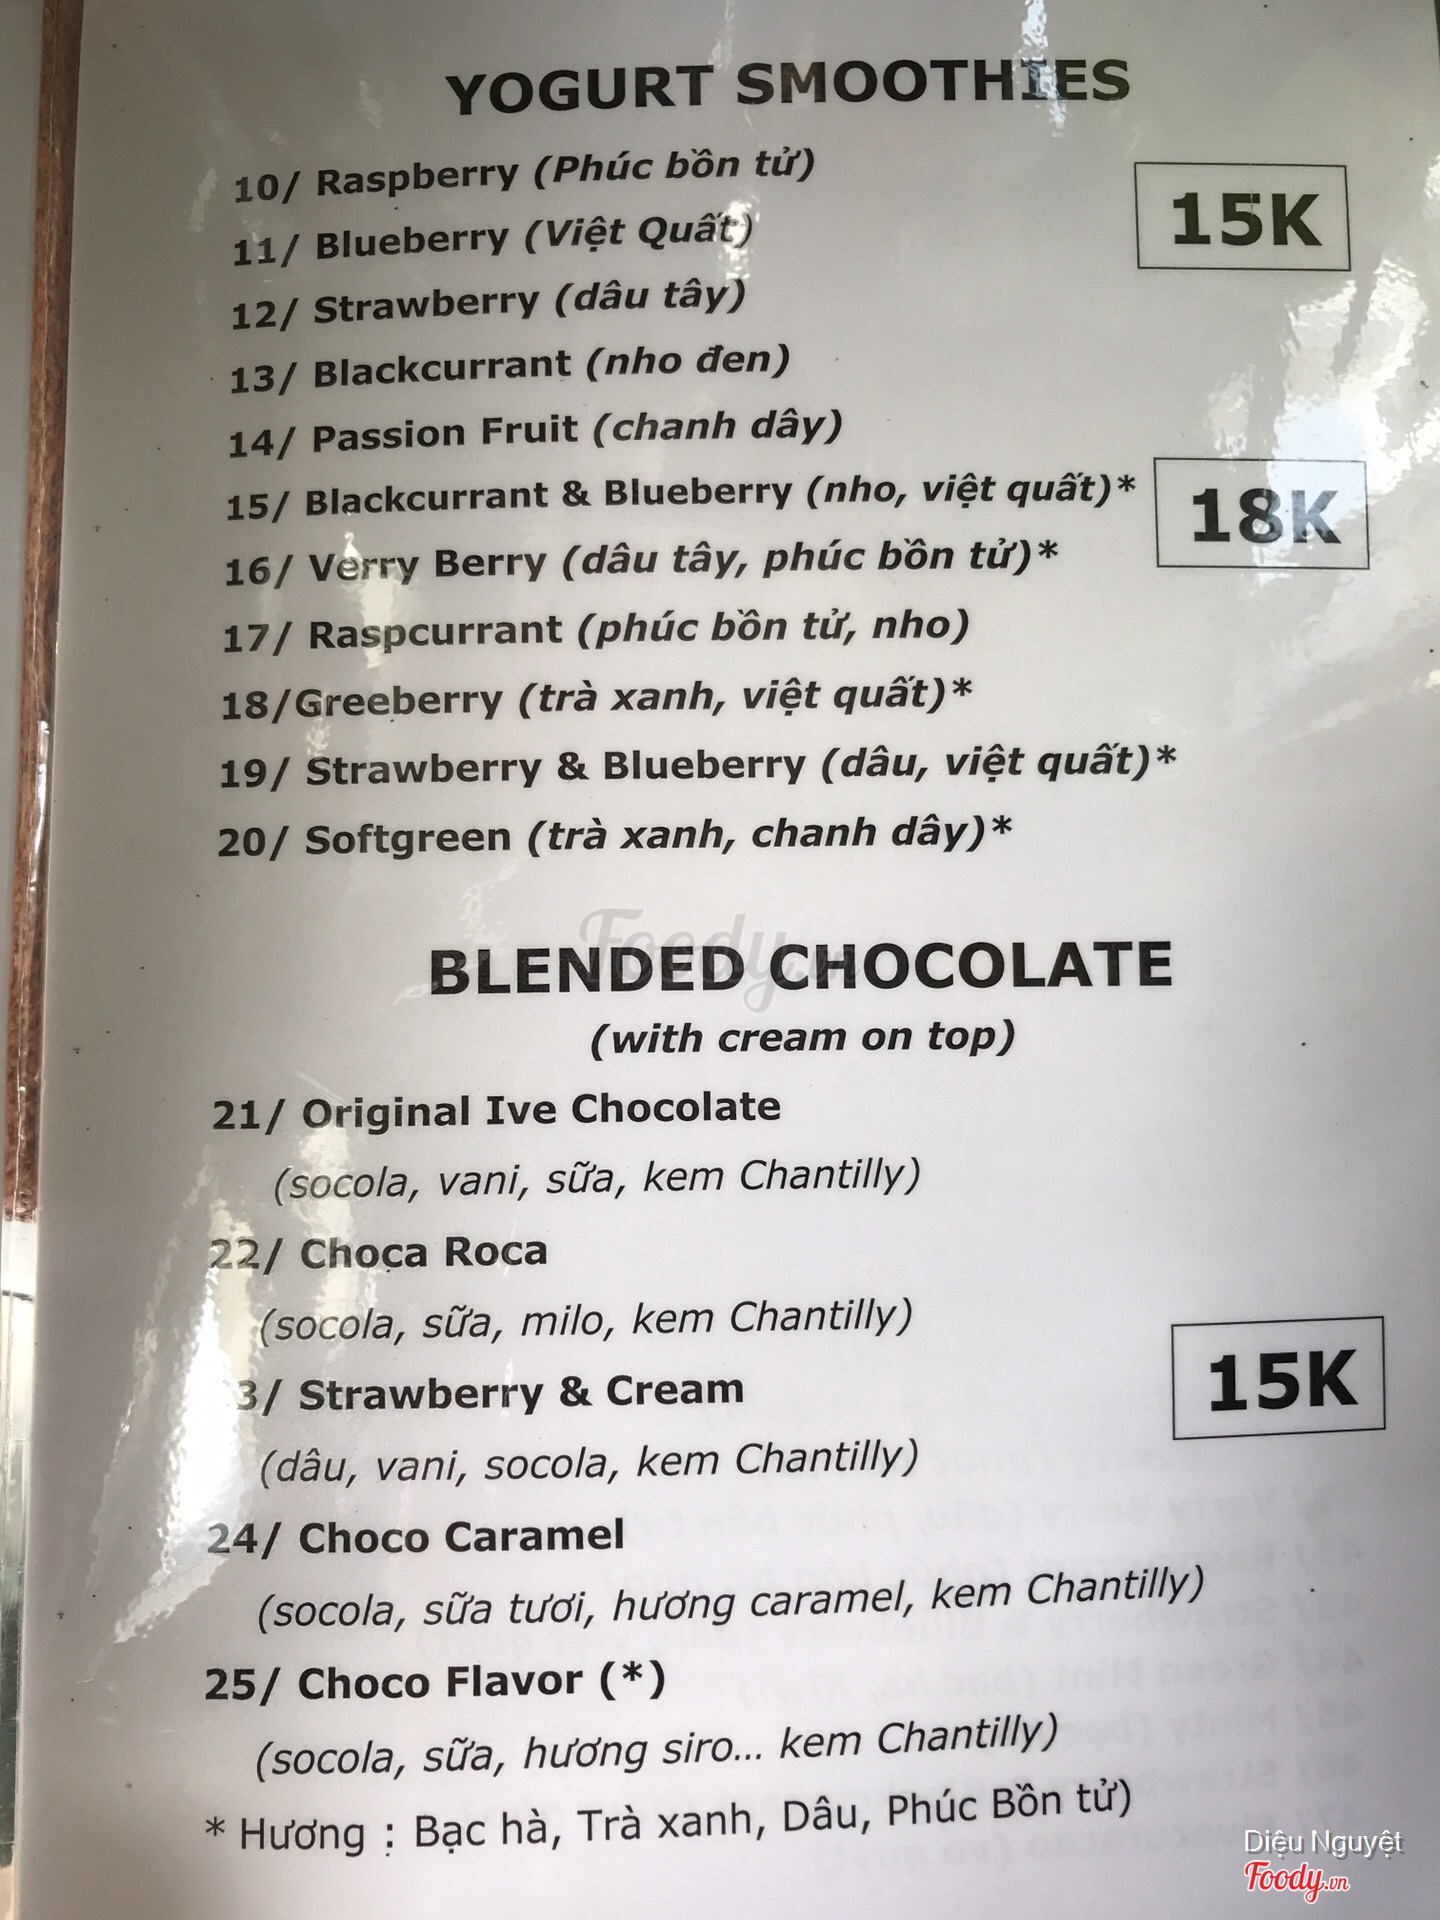 YOGURT SMOOTHIES
10/ Raspberry (Phúc bồn tử)
15K
11/ Blueberry (Việt Quất)
12/ Strawberry (dâu tây)
13/ Blackcurrant (nho đen)
14/ Passion Fruit (chanh dây)
15/ Blackcurrant & Blueberry (nho, việt quất)*
18K
16/ Verry Berry (dâu tây, phúc bồn tử)*
17/ Raspcurrant (phúc bồn tử, nho)
18/Greeberry (trà xanh, việt quất)*
19/ Strawberry & Blueberry (dâu, việt quất)*
20/ Softgreen (trà xanh, chanh dây)*
Foody.vn
BLENDED CHOCOLATE
(with cream on top)
21/ Original Ive Chocolate
(socola, vani, sữa, kem Chantilly)
22/ Choca Roca
(socola, sữa, milo, kem Chantilly)
3/ Strawberry & Cream
15K
(dâu, vani, socola, kem Chantilly)
24/ Choco Caramel
(socola, sữa tươi, hương caramel, kem Chantilly)
25/ Choco Flavor (*)
(socola, sữa, hương siro... kem Chantilly)
* Hương : Bạc hà, Trà xanh, Dâu, Phúc Bồn tử)
Diệu Nguyệt
Foody.vn